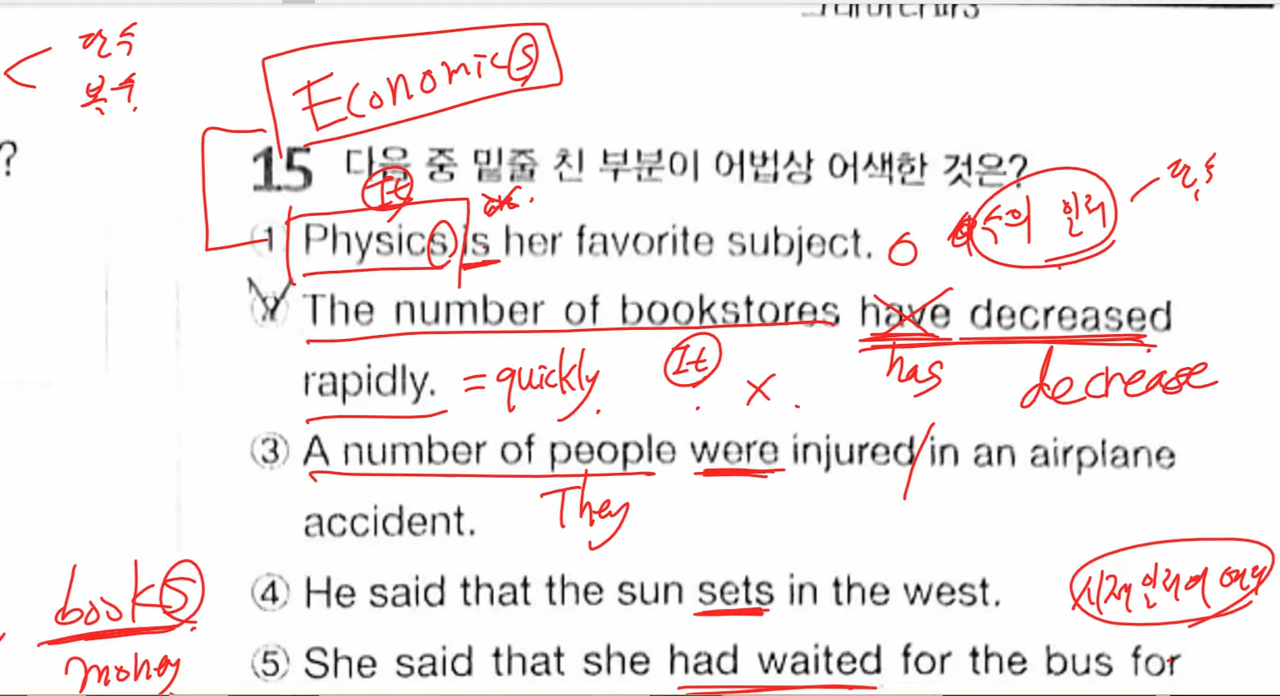 단수
복수
Economics
?
15 다음 중 밑줄 친 부분이 어법상 어색한 것은?
It
수의 일치
단수
① Physics is her favorite subject. O
② The number of bookstores have decreased
has decrease
rapidly. = quickly It X
③ A number of people were injured/in an airplane
They
accident.
④ He said that the sun sets in the west.
시제 일치의 예외
books
money
⑤ She said that she had waited for the bus for